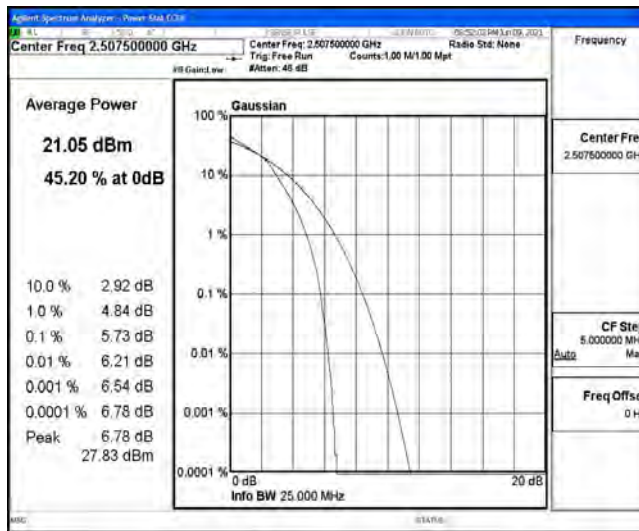 Agilent Spectrum Analyzer - Power Stat CCDF
Center Freq 2.507500000 GHz
Center Freq: 2.507500000 GHz
Radio Std: None
Trig: Free Run
Counts:1.00 M/1.00 Mpt
#IFGain:Low
#Atten: 46 dB
Frequency
Average Power
21.05 dBm
45.20 % at 0dB
10.0 % 2.92 dB
1.0 % 4.84 dB
0.1 % 5.73 dB
0.01 % 6.21 dB
0.001 % 6.54 dB
0.0001 % 6.78 dB
Peak 6.78 dB
27.83 dBm
Gaussian
100 %
10 %
1 %
0.1 %
0.01 %
0.001 %
0.0001 %
0 dB
20 dB
Info BW 25.000 MHz
Center Fre
2.507500000 GH
CF Ste
5.000000 MH
Auto Ma
Freq Offse
0 H
MSG
STATUS